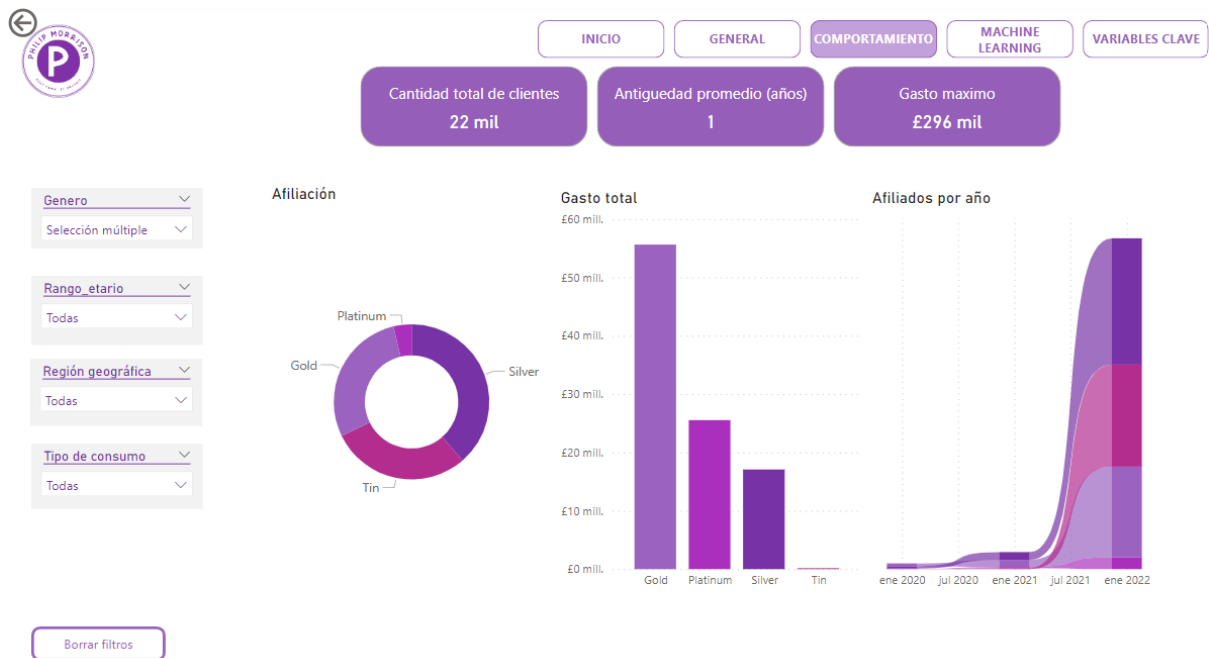 PHILIP MORRISON
P
INICIO
GENERAL
COMPORTAMIENTO
MACHINE
LEARNING
VARIABLES CLAVE
Cantidad total de clientes
22 mil
Antiguedad promedio (años)
1
Gasto maximo
£296 mil
Genero
Selección múltiple
Rango_etario
Todas
Región geográfica
Todas
Tipo de consumo
Todas
Borrar filtros
Afiliación
Platinum
Gold
Silver
Tin
Gasto total
£60 mill.
£50 mill.
£40 mill.
£30 mill.
£20 mill.
£10 mill.
£0 mill.
Gold
Platinum
Silver
Tin
Afiliados por año
ene 2020
jul 2020
ene 2021
jul 2021
ene 2022